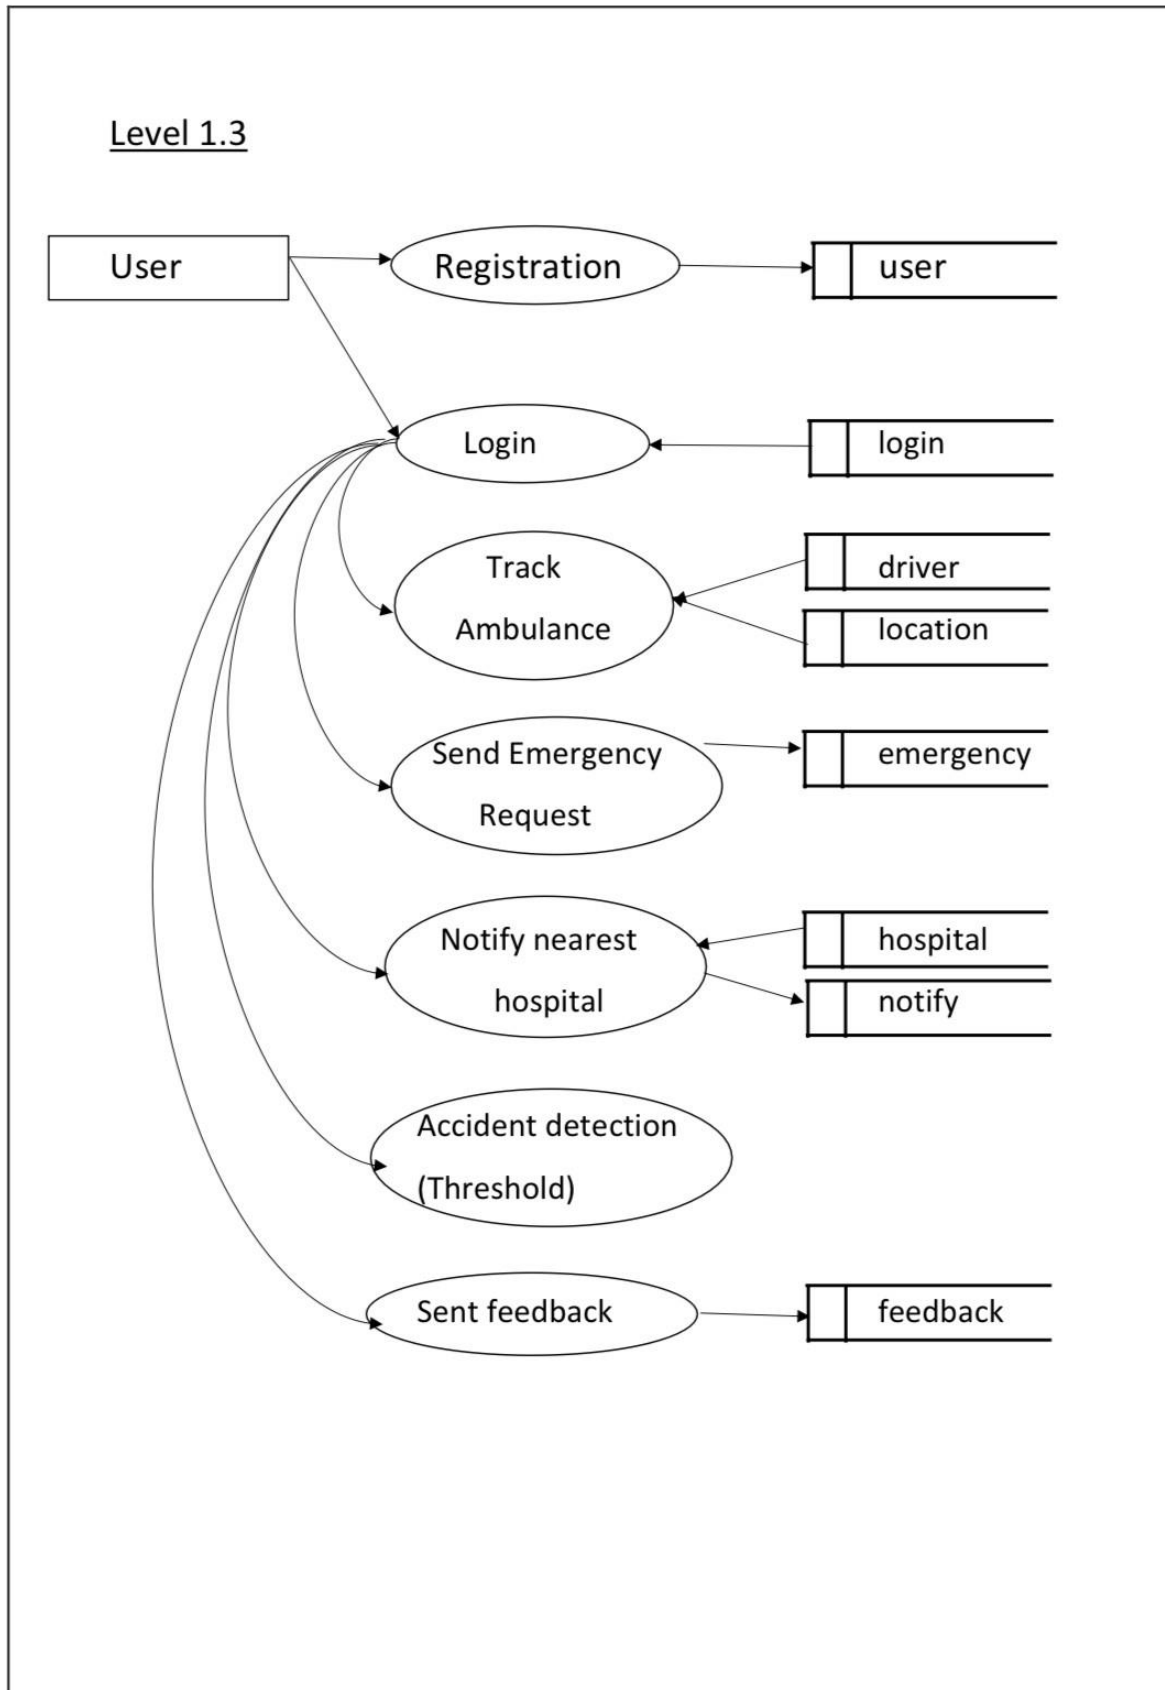 Level 1.3
User
Registration
user
Login
login
Track
Ambulance
driver
location
Send Emergency
Request
emergency
Notify nearest
hospital
hospital
notify
Accident detection
(Threshold)
Sent feedback
feedback